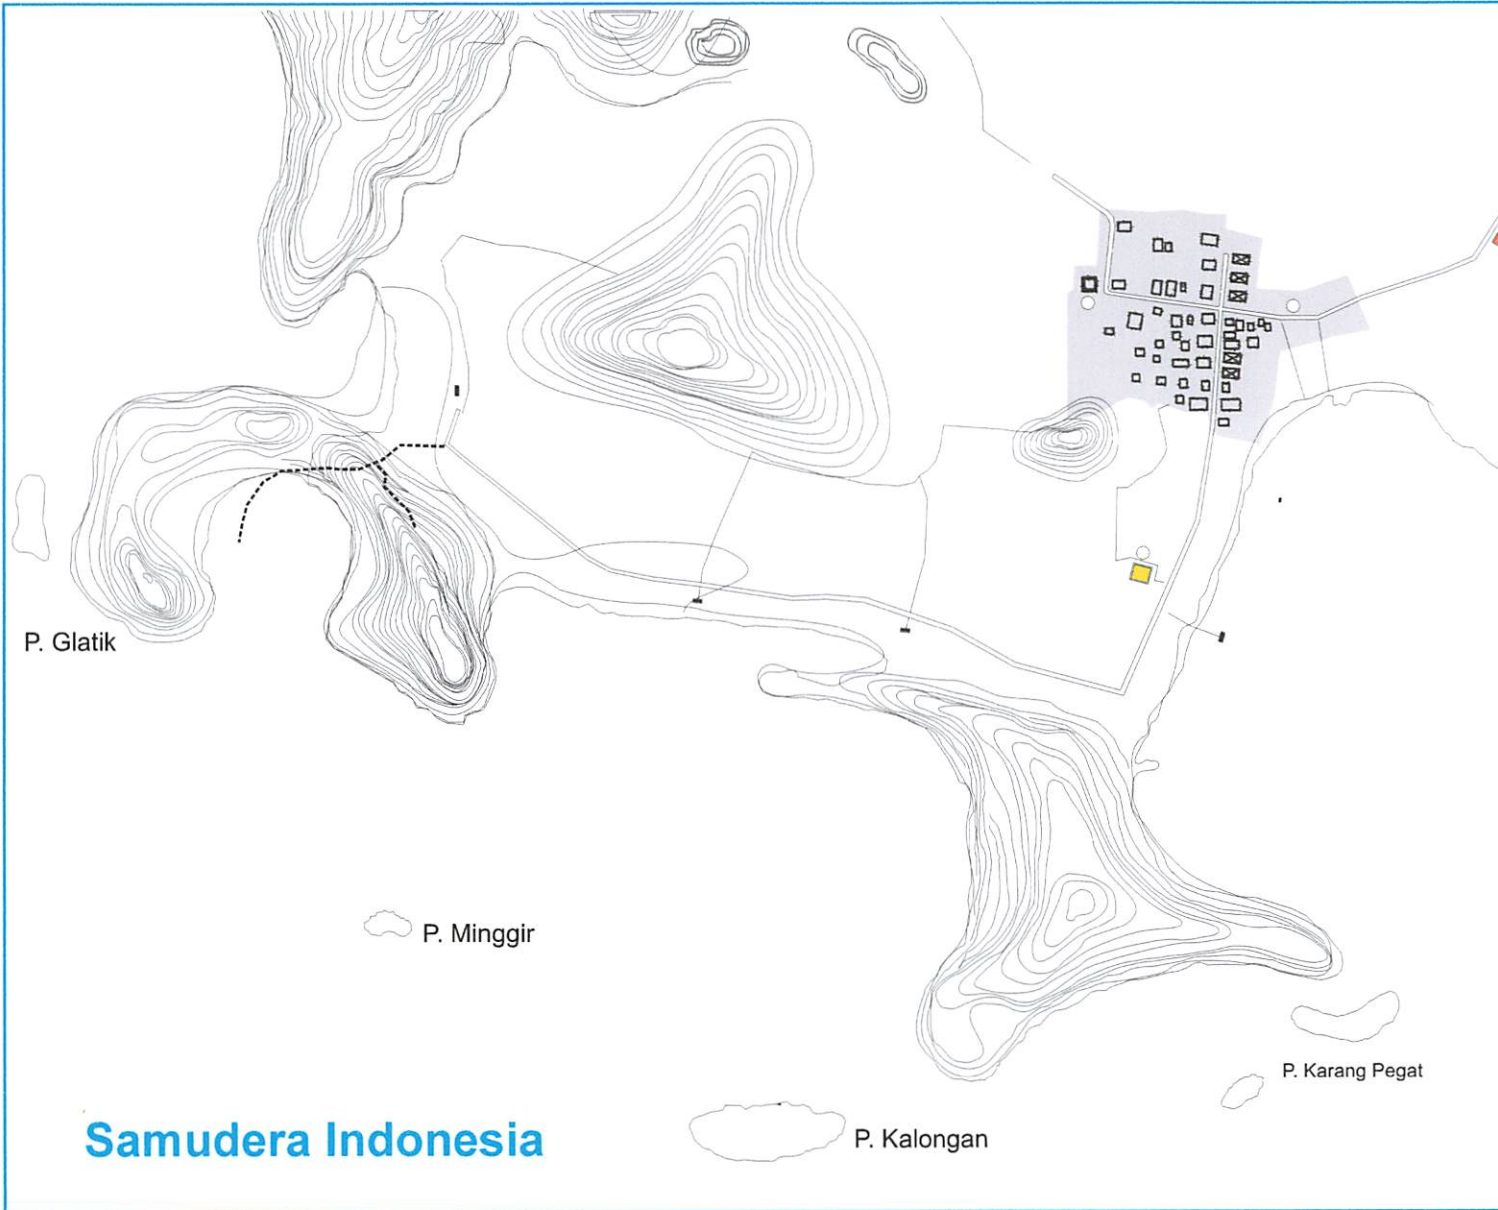 P. Glatik
P. Minggir
P. Karang Pegat
Samudera Indonesia
P. Kalongan